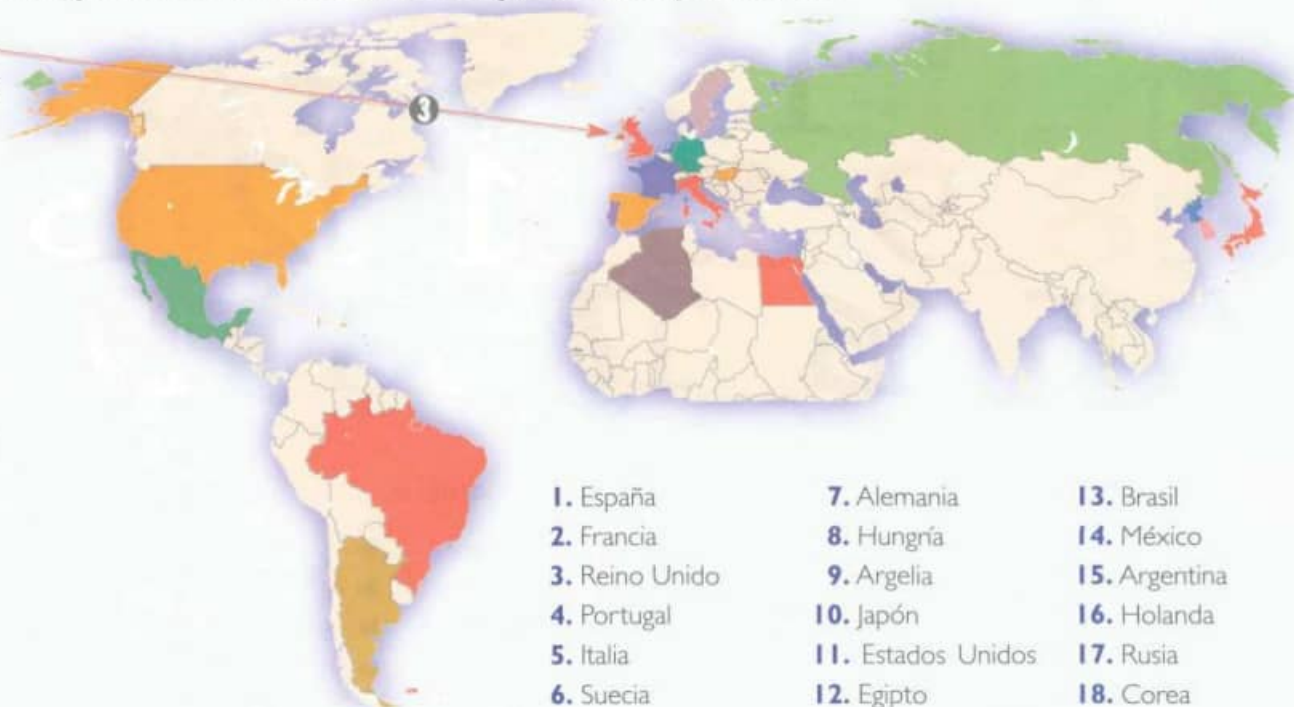 3
1. España
2. Francia
3. Reino Unido
4. Portugal
5. Italia
6. Suecia
7. Alemania
8. Hungría
9. Argelia
10. Japón
11. Estados Unidos
12. Egipto
13. Brasil
14. México
15. Argentina
16. Holanda
17. Rusia
18. Corea